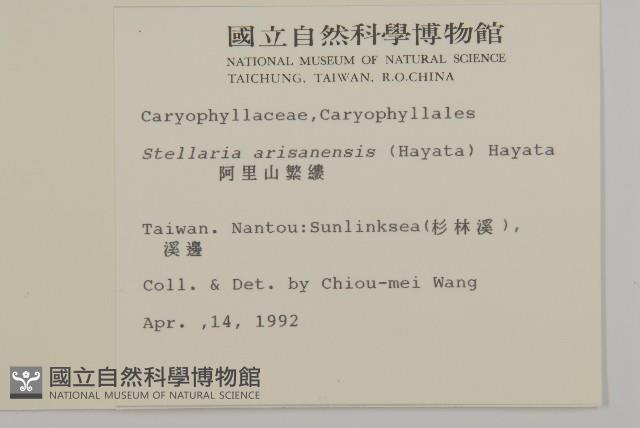 國立自然科學博物館
NATIONAL MUSEUM OF NATURAL SCIENCE
TAICHUNG, TAIWAN, R.O.CHINA
Caryophyllaceae,Caryophyllales
Stellaria arisanensis (Hayata) Hayata
阿里山繁縷
Taiwan. Nantou:Sunlinksea(杉林溪),
溪邊
Coll. & Det. by Chiou-mei Wang
Apr. ,14, 1992
國立自然科學博物館
NATIONAL MUSEUM OF NATURAL SCIENCE